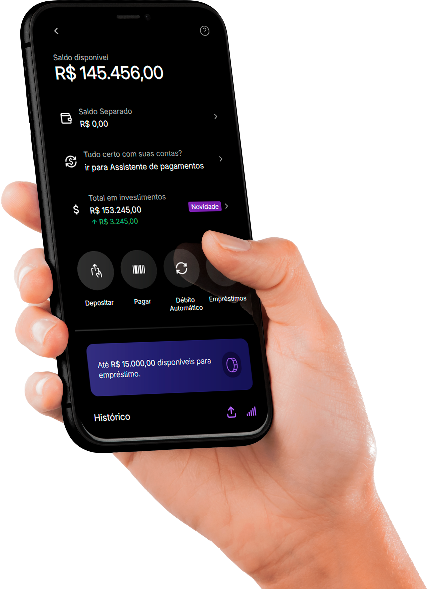 Saldo disponível
R$ 145.456,00
Saldo Separado
R$ 0,00
Tudo certo com suas contas?
ir para Assistente de pagamentos
Total em investimentos
R$ 153.245,00
Novidade
↑ R$ 3.245,00
Depositar
Pagar
Débito
Automático
Empréstimos
Até R$ 15.000,00 disponíveis para
empréstimo.
Histórico